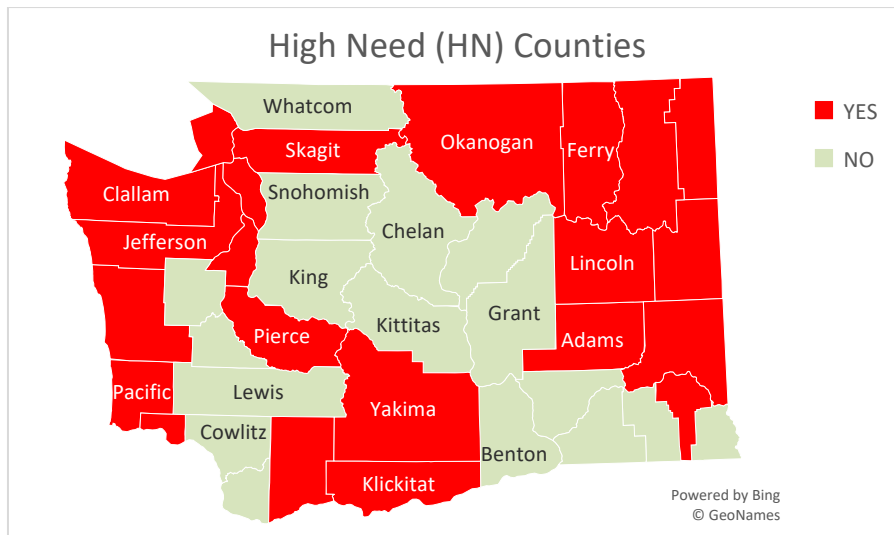 High Need (HN) Counties
YES
NO
Whatcom
Skagit
Okanogan
Ferry
Clallam
Snohomish
Jefferson
Chelan
King
Lincoln
Grant
Kittitas
Pierce
Adams
Pacific
Lewis
Yakima
Cowlitz
Benton
Klickitat
Powered by Bing
© GeoNames